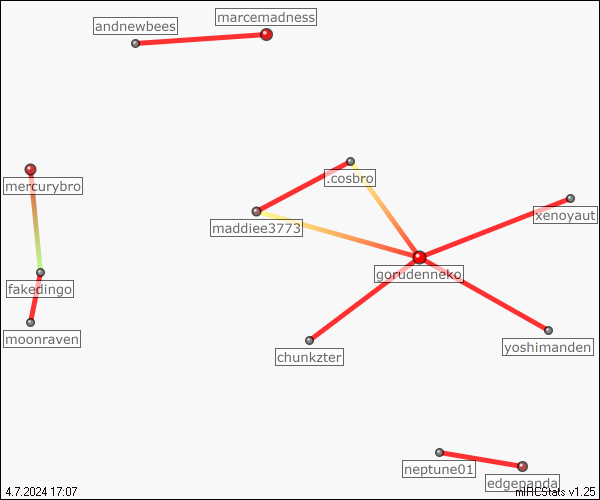 marcemadness
andnewbees
mercurybro
.cosbro
xenoyaut
maddiee3773
gorudenneko
fakedingo
moonraven
yoshimanden
chunkzter
neptune01
edgepanda
4.7.2024 17:07
mIRCStats v1.25